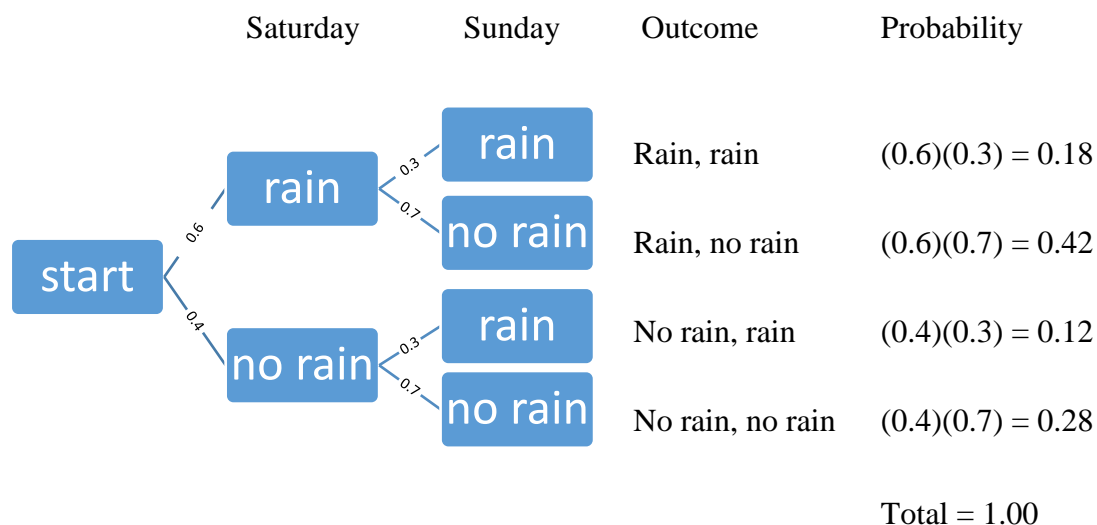 Saturday Sunday Outcome Probability
rain
Rain, rain (0.6)(0.3) = 0.18
0.3
rain
0.7
no rain
Rain, no rain (0.6)(0.7) = 0.42
0.6
start
0.4
rain
No rain, rain (0.4)(0.3) = 0.12
0.3
no rain
0.7
no rain
No rain, no rain (0.4)(0.7) = 0.28
Total = 1.00